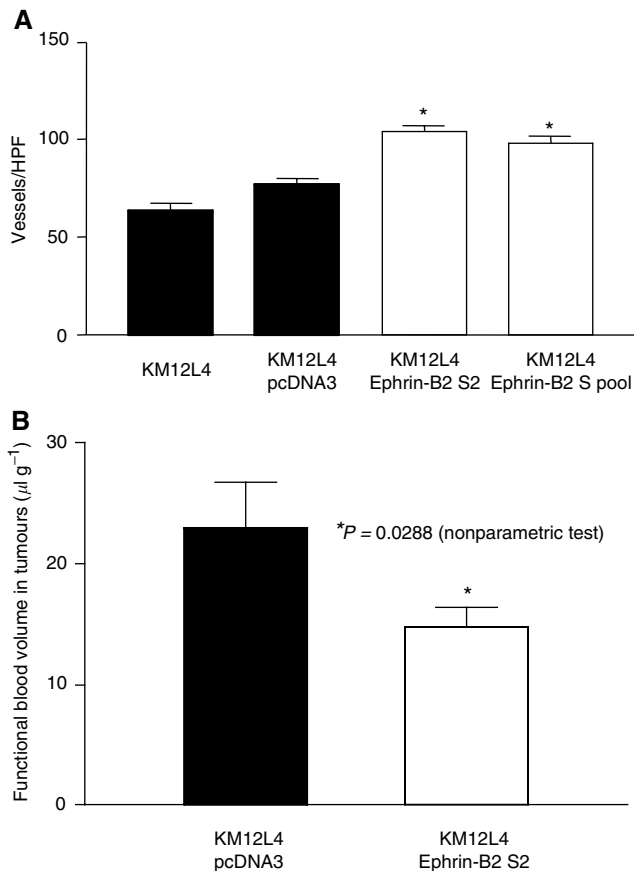 A
150
100
50
0
Vessels/HPF
*
*
KM12L4
KM12L4
pcDNA3
KM12L4
Ephrin-B2 S2
KM12L4
Ephrin-B2 S pool
B
30
20
10
0
Functional blood volume in tumours (μl g⁻¹)
*P = 0.0288 (nonparametric test)
*
KM12L4
pcDNA3
KM12L4
Ephrin-B2 S2